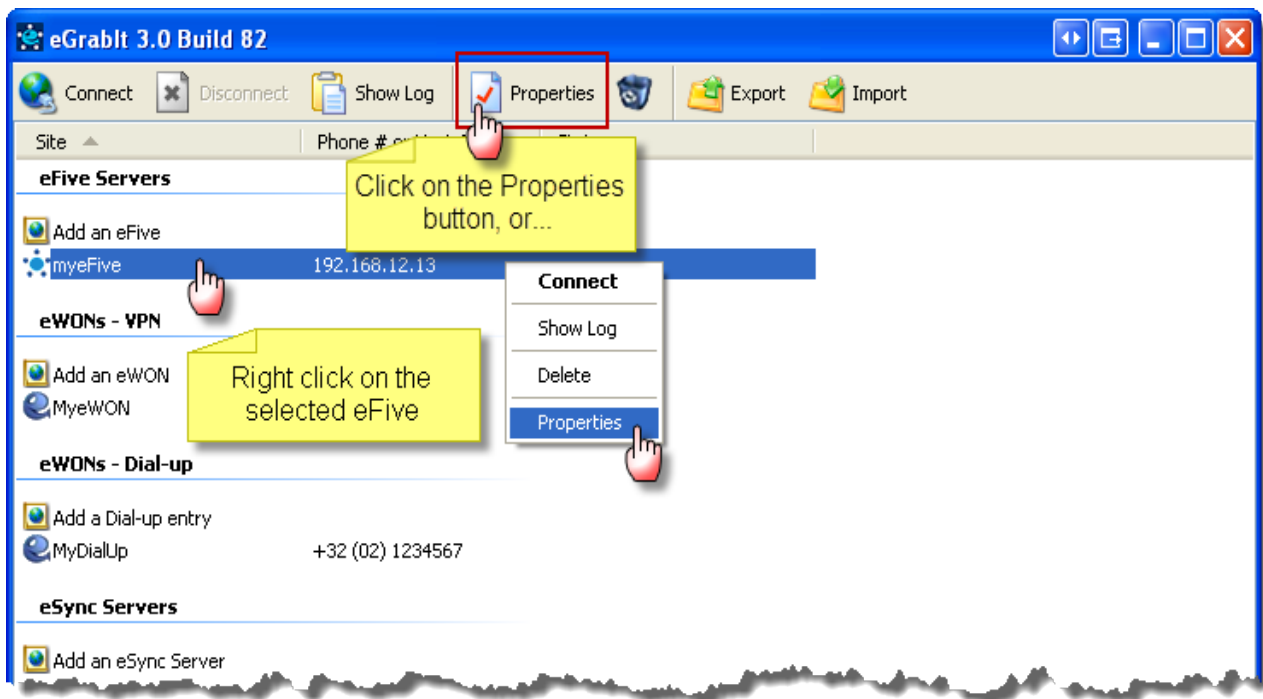 eGrabIt 3.0 Build 82
Connect Disconnect Show Log Properties Export Import
Site Phone #
eFive Servers
Click on the Properties
button, or...
Add an eFive
myeFive 192.168.12.13
Connect
Show Log
Delete
Properties
eWONs - VPN
Right click on the
selected eFive
Add an eWON
MyeWON
eWONs - Dial-up
Add a Dial-up entry
MyDialUp +32 (02) 1234567
eSync Servers
Add an eSync Server